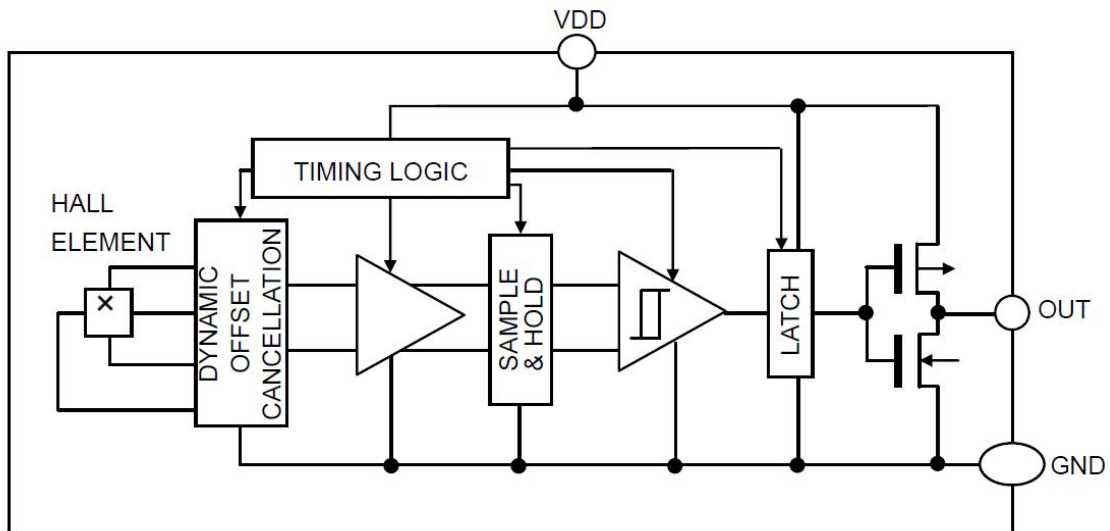 VDD
TIMING LOGIC
HALL
ELEMENT
DYNAMIC
OFFSET
CANCELLATION
SAMPLE
& HOLD
LATCH
OUT
GND